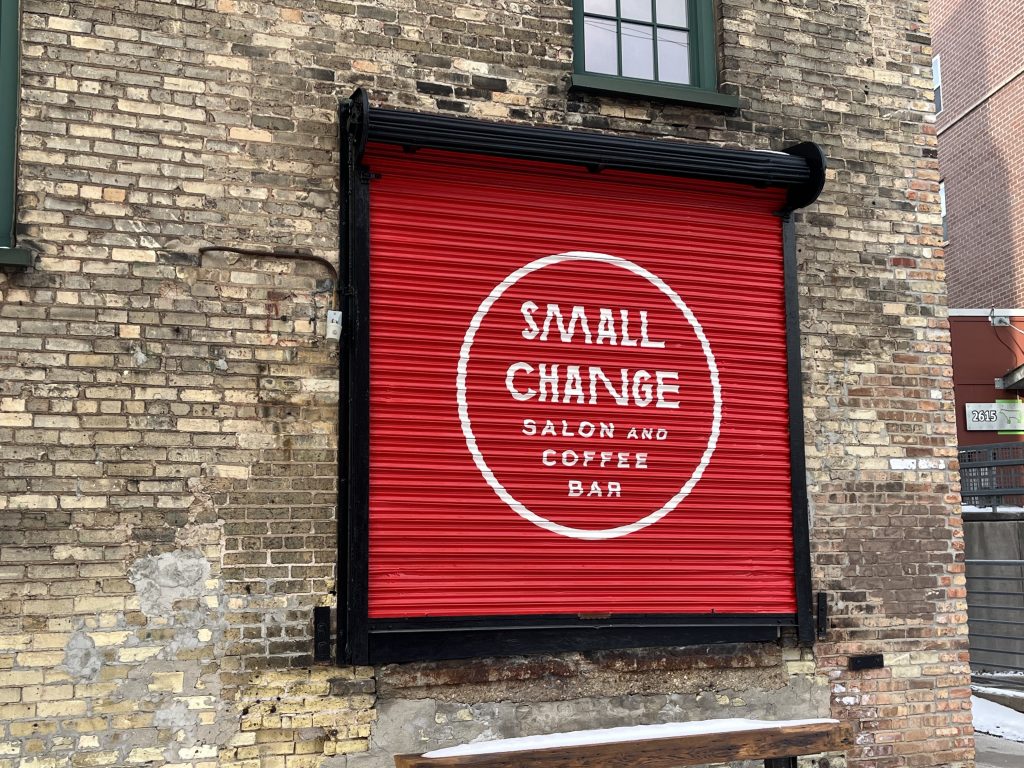 SMALL
CHANGE
SALON AND
COFFEE
BAR
2615